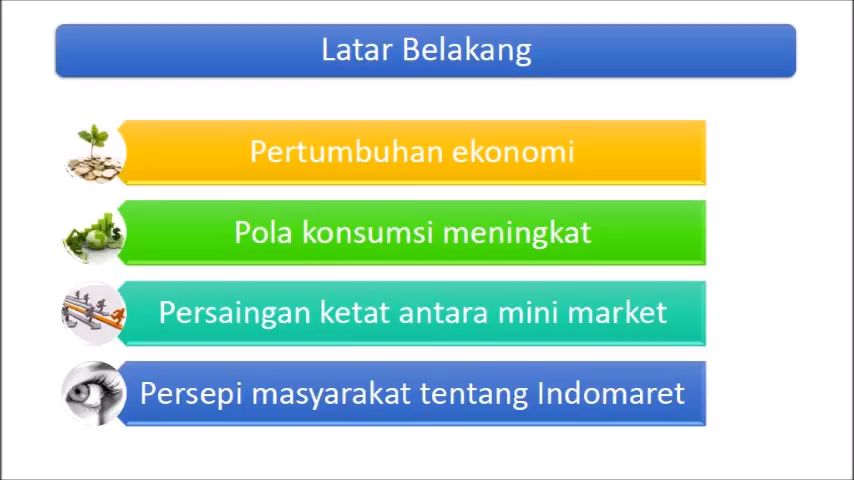 Latar Belakang
Pertumbuhan ekonomi
Pola konsumsi meningkat
Persaingan ketat antara mini market
Persepi masyarakat tentang Indomaret